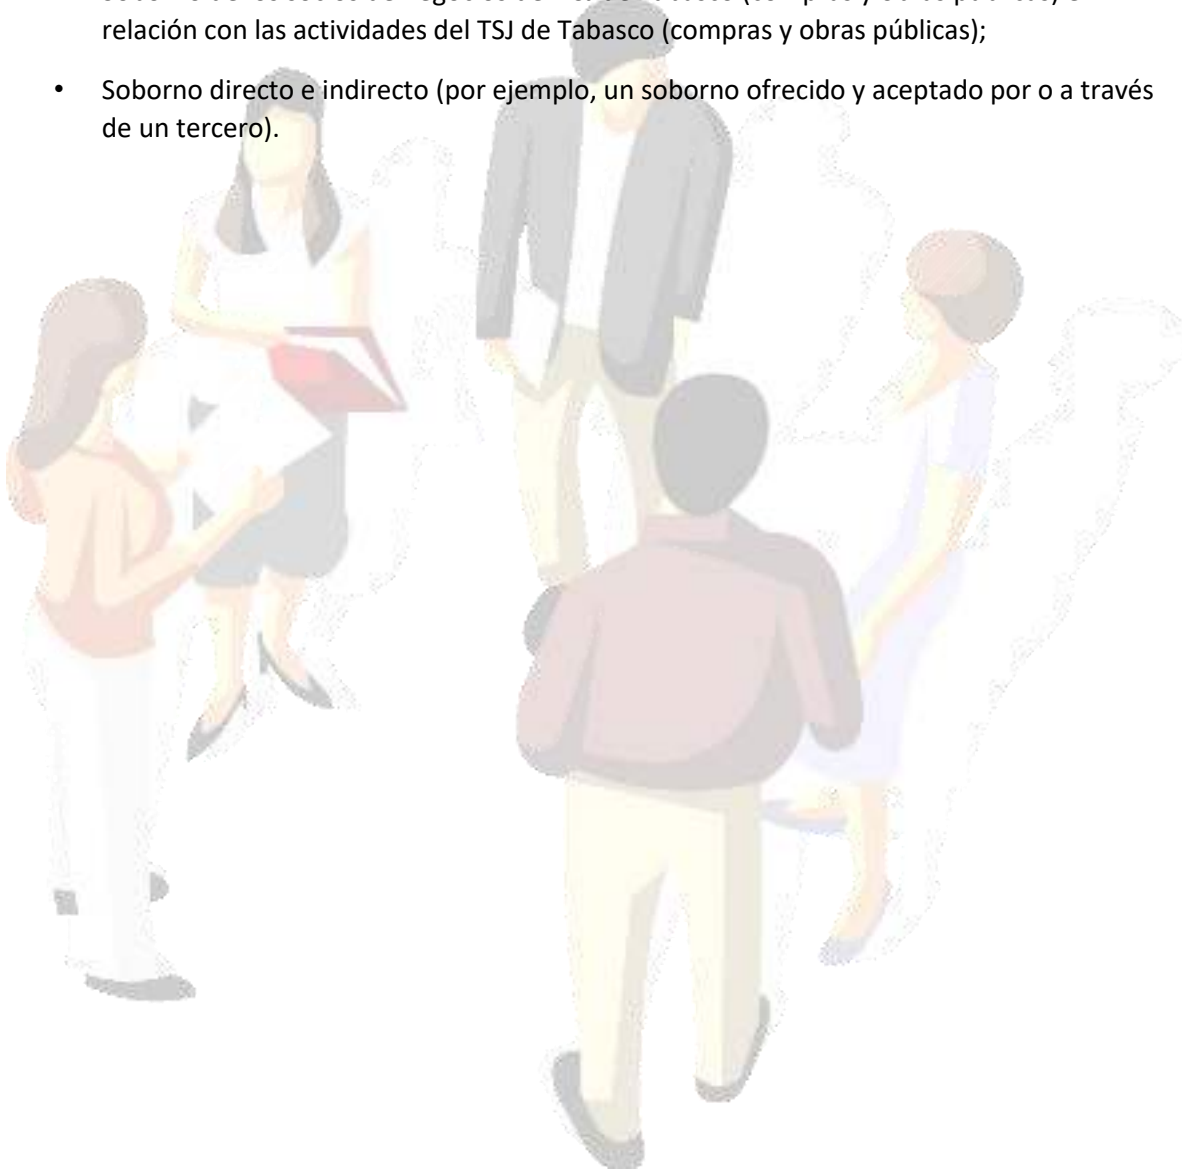 relación con las actividades del TSJ de Tabasco (compras y obras públicas);
• Soborno directo e indirecto (por ejemplo, un soborno ofrecido y aceptado por o a través
de un tercero).